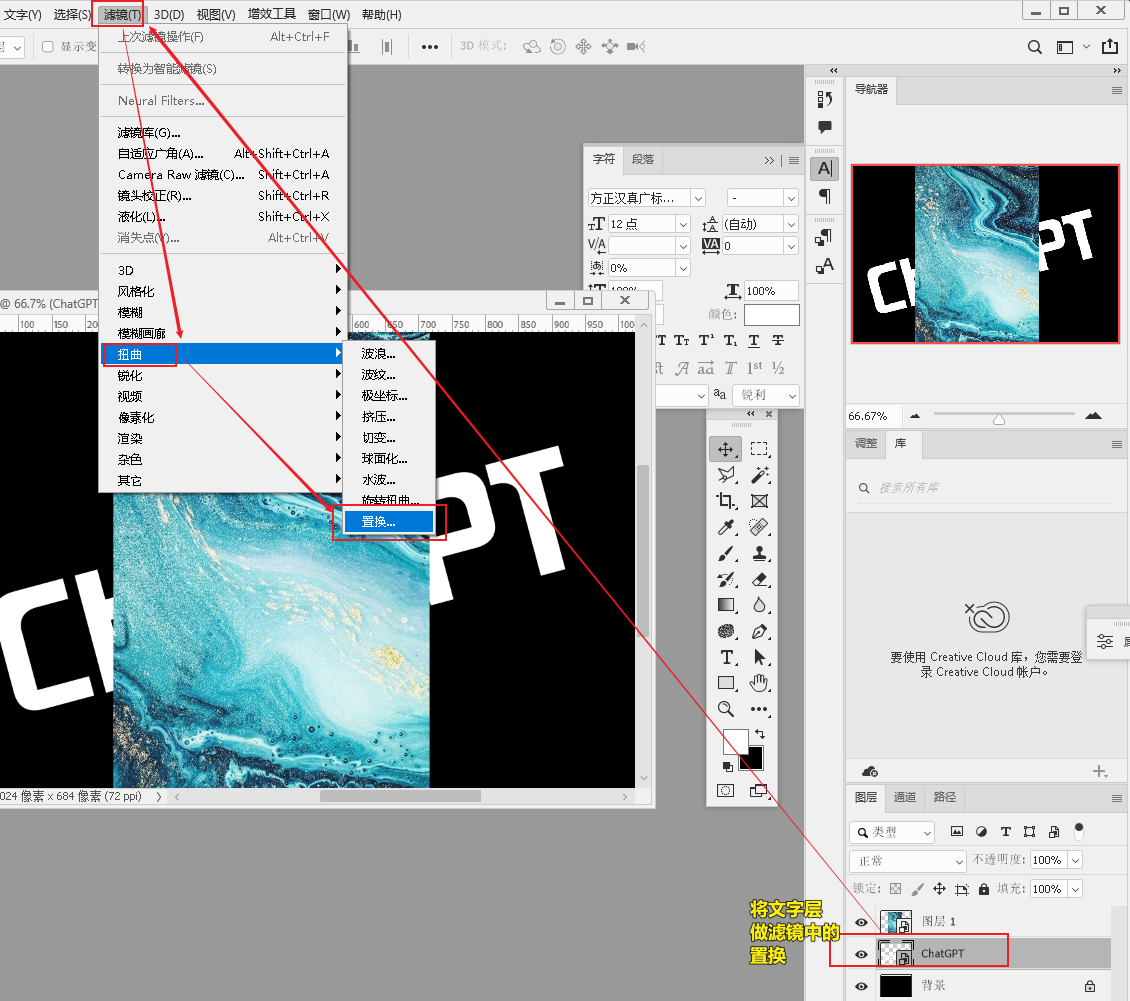 文字(Y) 选择(S) 滤镜(T) 3D(D) 视图(V) 增效工具 窗口(W) 帮助(H)
显示变
3D 模式:
上次滤镜操作(F) Alt+Ctrl+F
转换为智能滤镜(S)
Neural Filters...
滤镜库(G)...
自适应广角(A)... Alt+Shift+Ctrl+A
Camera Raw 滤镜(C)... Shift+Ctrl+A
镜头校正(R)... Shift+Ctrl+R
液化(L)... Shift+Ctrl+X
消失点(V)... Alt+Ctrl+V
3D
风格化
模糊
模糊画廊
扭曲
锐化
视频
像素化
渲染
杂色
其它
波浪...
波纹...
极坐标...
挤压...
切变...
球面化...
水波...
旋转扭曲...
置换...
@ 66.7% (ChatGPT
100 150 200
600 650 700 750 800 850 900 950 1000
PT
024 像素 x 684 像素 (72 ppi)
字符 段落
方正汉真广标... -
12 点 (自动)
0
0%
100% 100%
颜色:
1st ½
aa 锐利
导航器
PT
66.67%
调整 库
搜索所有库
要使用 Creative Cloud 库，您需要登
录 Creative Cloud 帐户。
图层 通道 路径
类型
正常 不透明度: 100%
锁定: 填充: 100%
图层 1
ChatGPT
背景
将文字层
做滤镜中的
置换